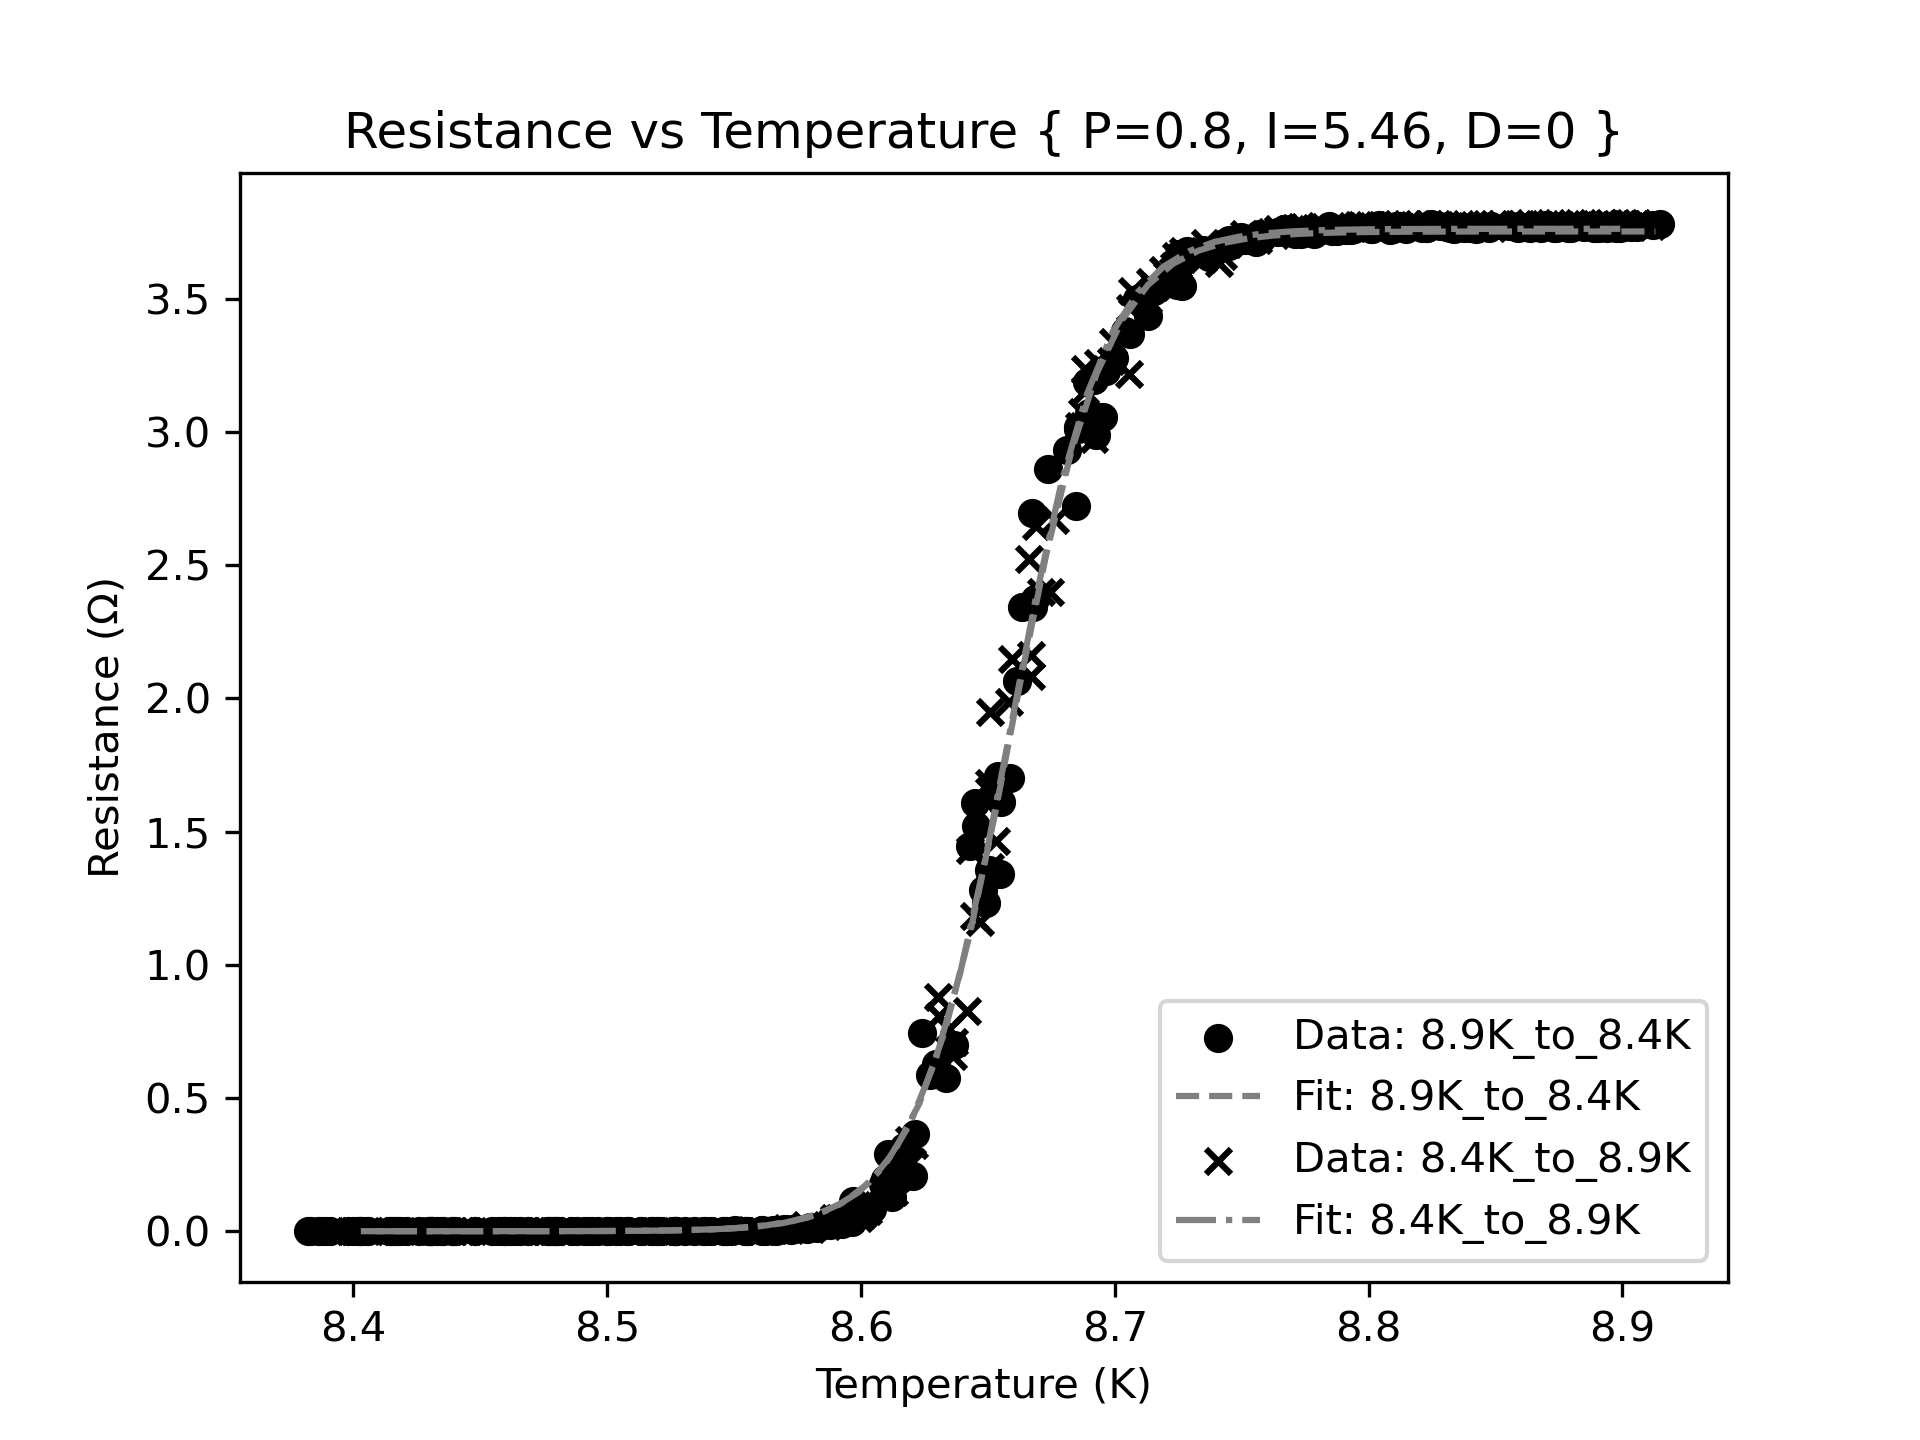 Resistance vs Temperature { P=0.8, I=5.46, D=0 }
Resistance (Ω)
3.5
3.0
2.5
2.0
1.5
1.0
0.5
0.0
Data: 8.9K_to_8.4K
Fit: 8.9K_to_8.4K
Data: 8.4K_to_8.9K
Fit: 8.4K_to_8.9K
8.4 8.5 8.6 8.7 8.8 8.9
Temperature (K)